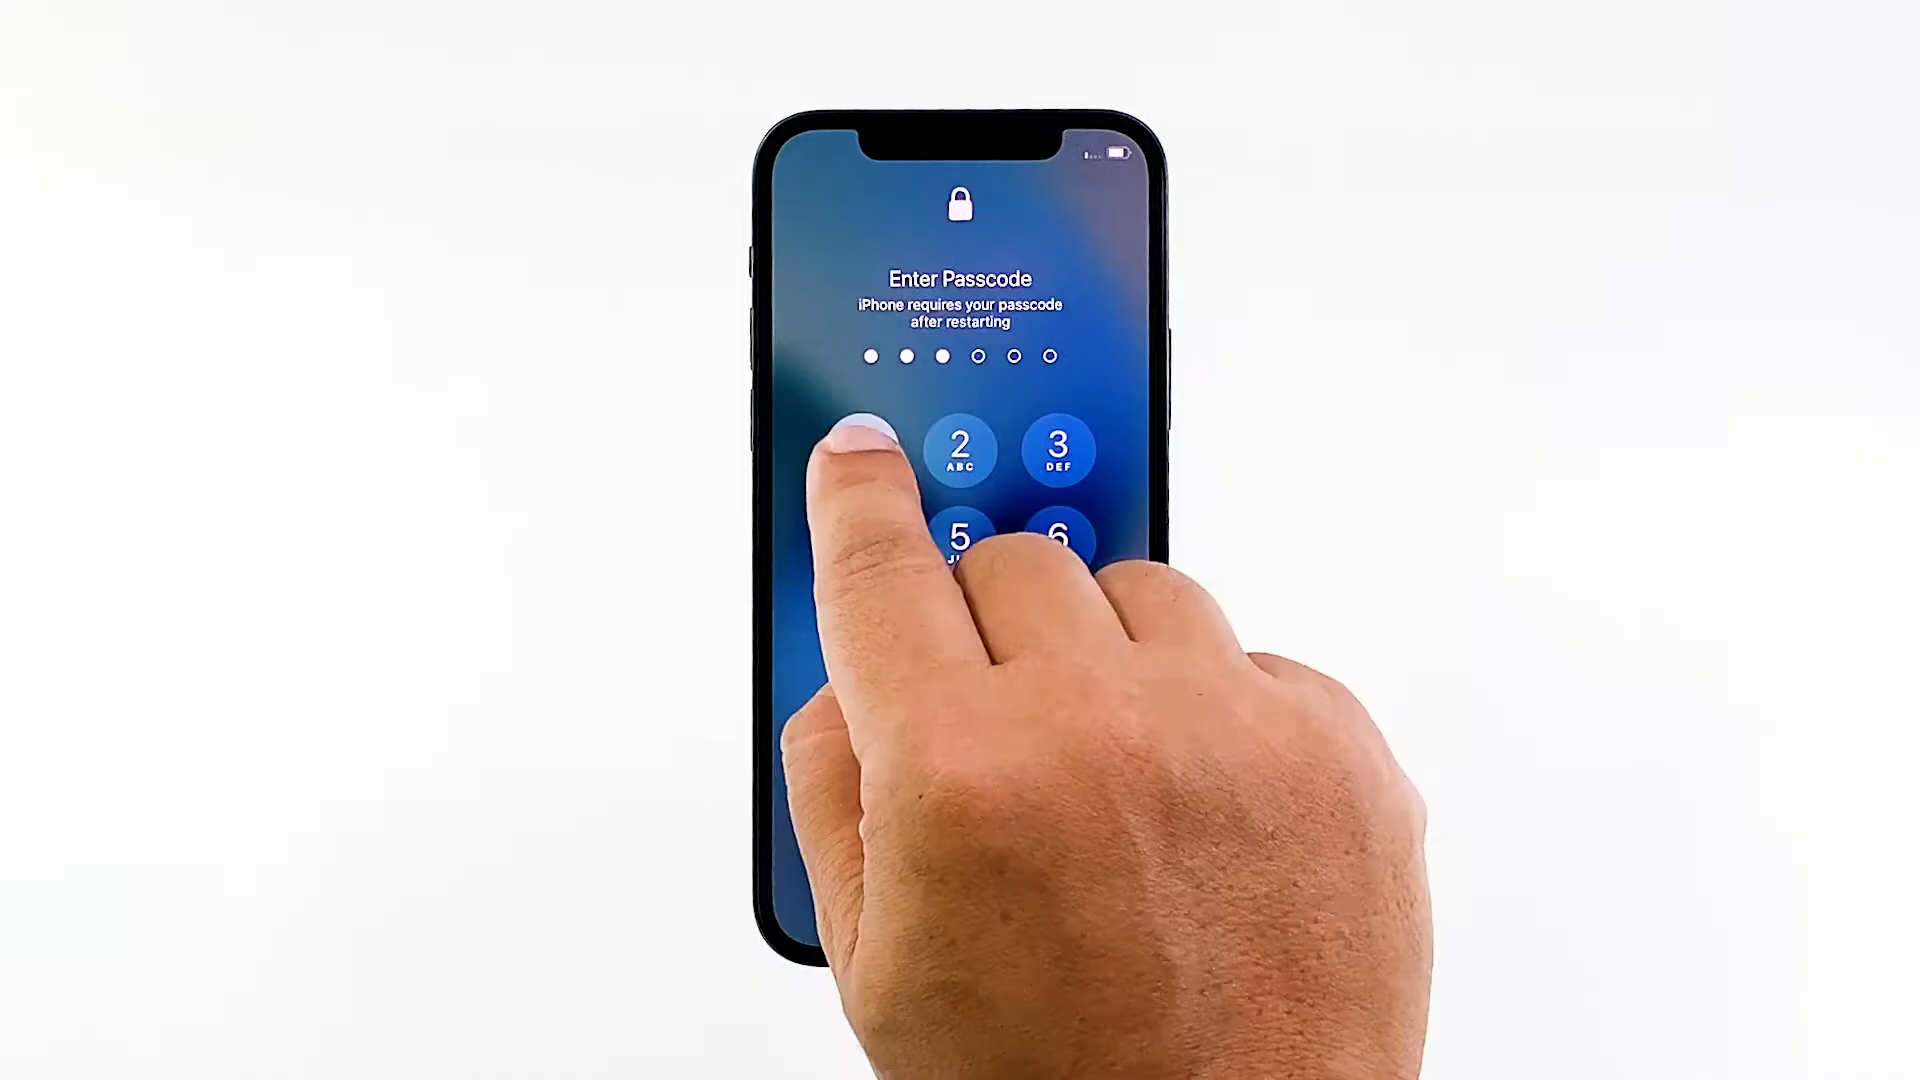 Enter Passcode
iPhone requires your passcode
after restarting
2
ABC
3
DEF
5
6